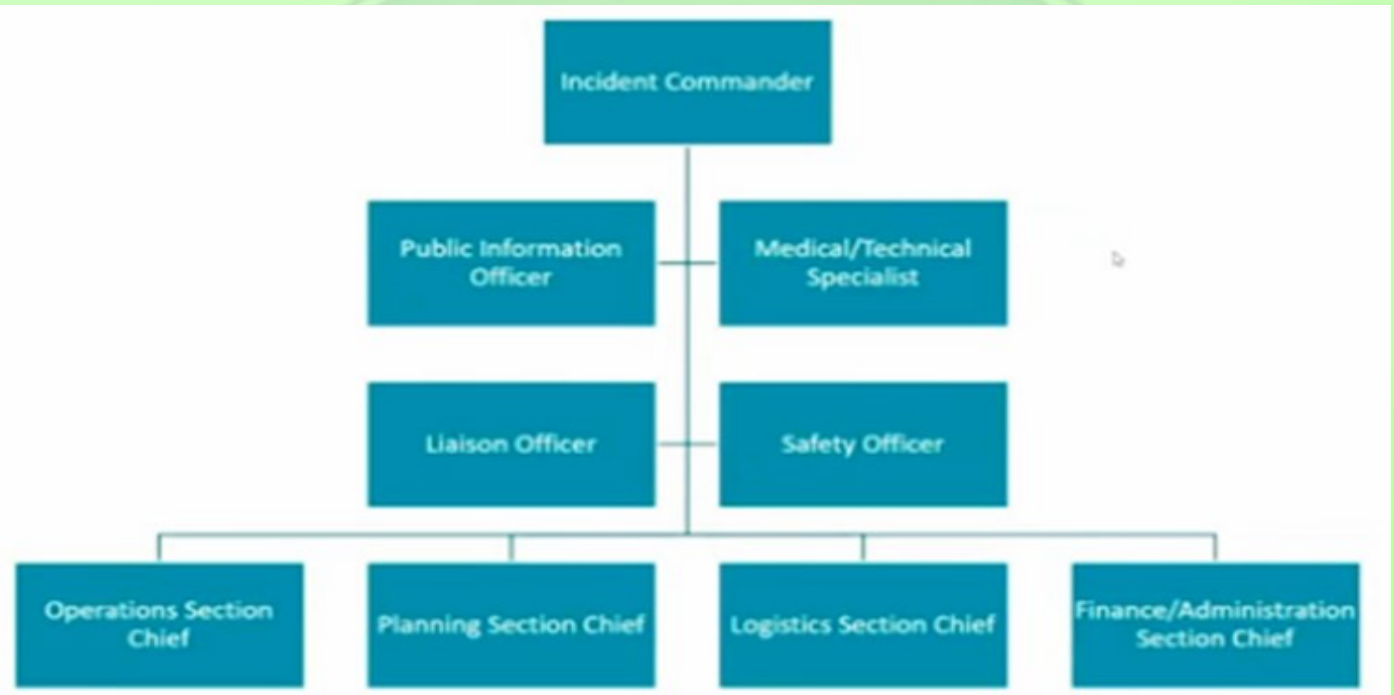 Incident Commander
Public Information
Officer
Medical/Technical
Specialist
Liaison Officer
Safety Officer
Operations Section
Chief
Planning Section Chief
Logistics Section Chief
Finance/Administration
Section Chief